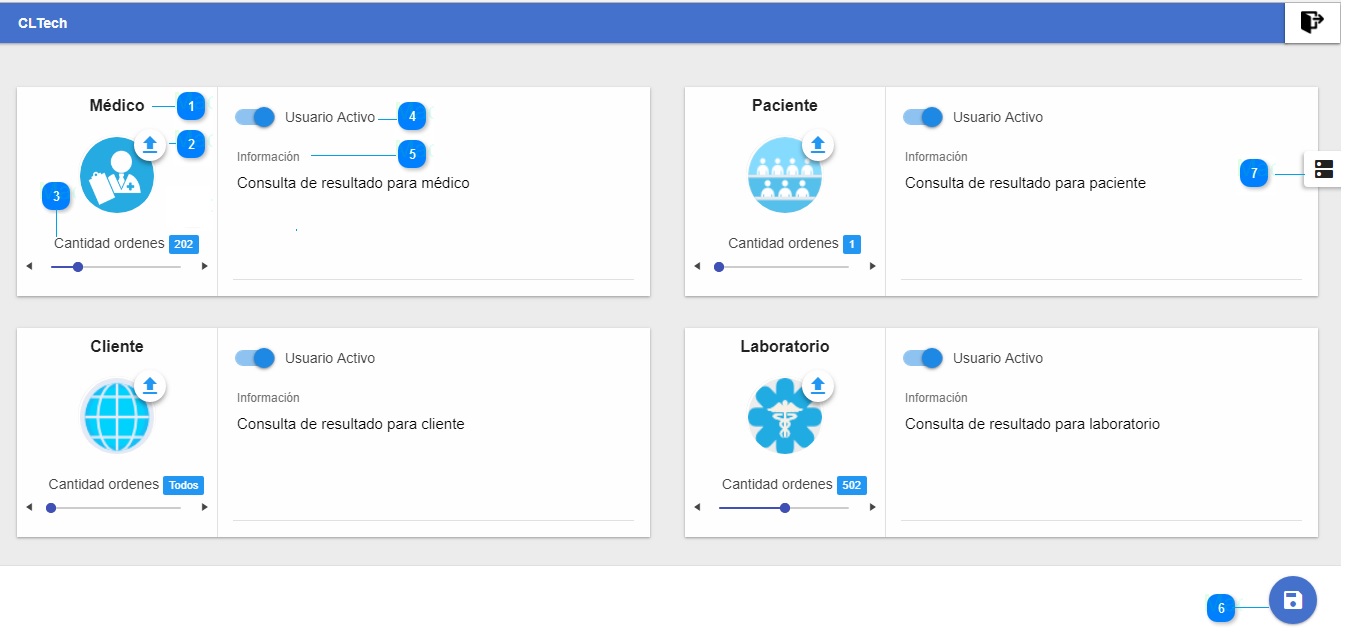 CLTech
Médico
1
2
3
Cantidad ordenes 202
Usuario Activo
4
Información
5
Consulta de resultado para médico
Paciente
Cantidad ordenes 1
Usuario Activo
Información
Consulta de resultado para paciente
7
Cliente
Cantidad ordenes Todos
Usuario Activo
Información
Consulta de resultado para cliente
Laboratorio
Cantidad ordenes 502
Usuario Activo
Información
Consulta de resultado para laboratorio
6